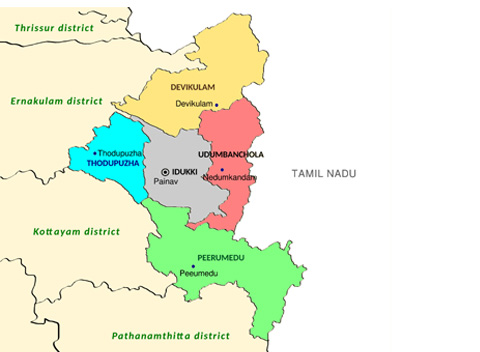 Thrissur district
DEVIKULAM
Ernakulam district
Devikulam
Thodupuzha
THODUPUZHA
UDUMBANCHOLA
IDUKKI
Painav
Nedumkandam
TAMIL NADU
Kottayam district
PEERUMEDU
Peeumedu
Pathanamthitta district